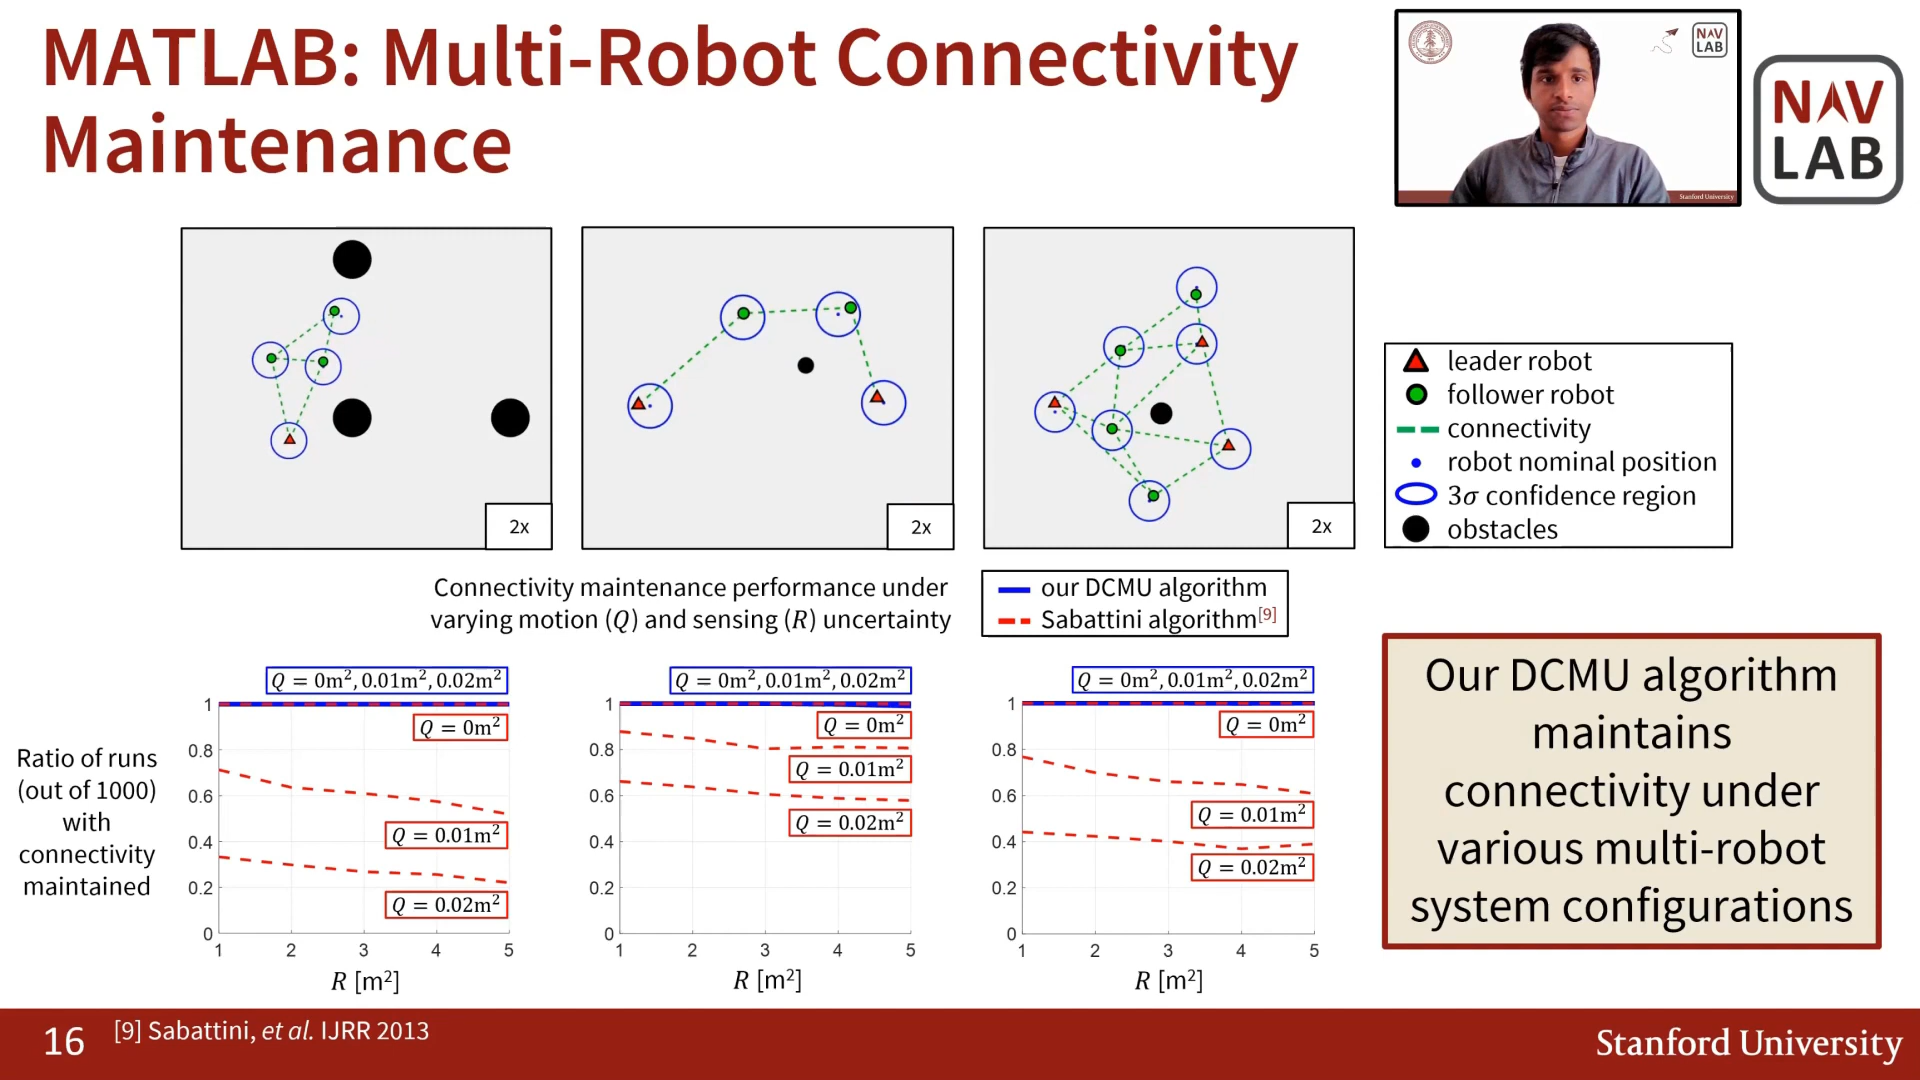 MATLAB: Multi-Robot Connectivity
Maintenance
NAV
LAB
Stanford University
NAV
LAB
2x
2x
2x
leader robot
follower robot
connectivity
robot nominal position
3σ confidence region
obstacles
Connectivity maintenance performance under
varying motion (Q) and sensing (R) uncertainty
our DCMU algorithm
Sabattini algorithm[9]
Ratio of runs
(out of 1000)
with
connectivity
maintained
Q = 0m², 0.01m², 0.02m²
Q = 0m²
Q = 0.01m²
Q = 0.02m²
1
0.8
0.6
0.4
0.2
0
1 2 3 4 5
R [m²]
Q = 0m², 0.01m², 0.02m²
Q = 0m²
Q = 0.01m²
Q = 0.02m²
1
0.8
0.6
0.4
0.2
0
1 2 3 4 5
R [m²]
Q = 0m², 0.01m², 0.02m²
Q = 0m²
Q = 0.01m²
Q = 0.02m²
1
0.8
0.6
0.4
0.2
0
1 2 3 4 5
R [m²]
Our DCMU algorithm
maintains
connectivity under
various multi-robot
system configurations
16
[9] Sabattini, et al. IJRR 2013
Stanford University